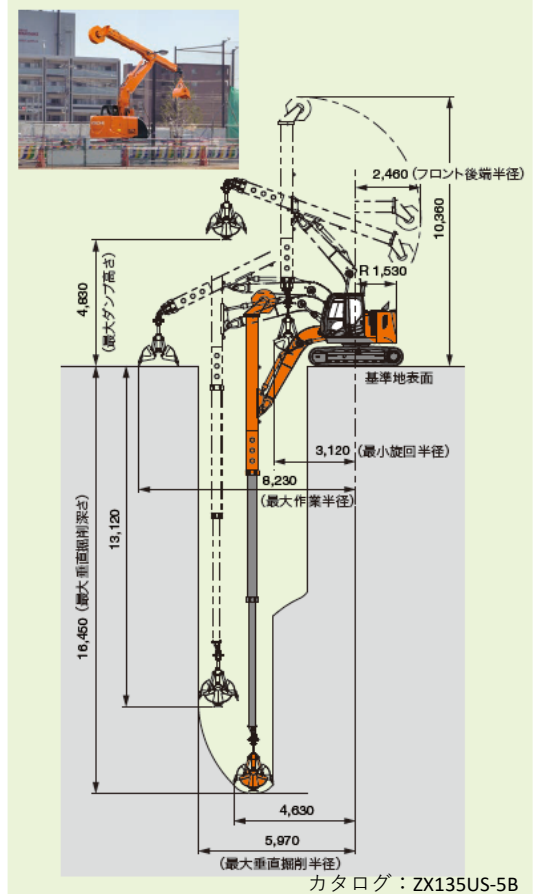 10,360
2,460 (フロント後端半径)
4,830
(最大ダンプ高さ)
R 1,530
基準地表面
3,120 (最小旋回半径)
8,230
(最大作業半径)
13,120
16,450 (最大垂直掘削深さ)
4,630
5,970
(最大垂直掘削半径)
カタログ：ZX135US-5B